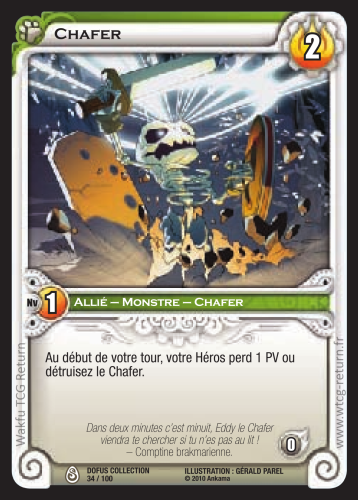 CHAFER
2
Nv 1 ALLIÉ – MONSTRE – CHAFER
Au début de votre tour, votre Héros perd 1 PV ou
détruisez le Chafer.
Dans deux minutes c'est minuit, Eddy le Chafer
viendra te chercher si tu n'es pas au lit !
– Comptine brakmarienne.
0
Wakfu TCG Return
www.wtcg-return.fr
DOFUS COLLECTION
34 / 100
ILLUSTRATION : GÉRALD PAREL
© 2010 Ankama